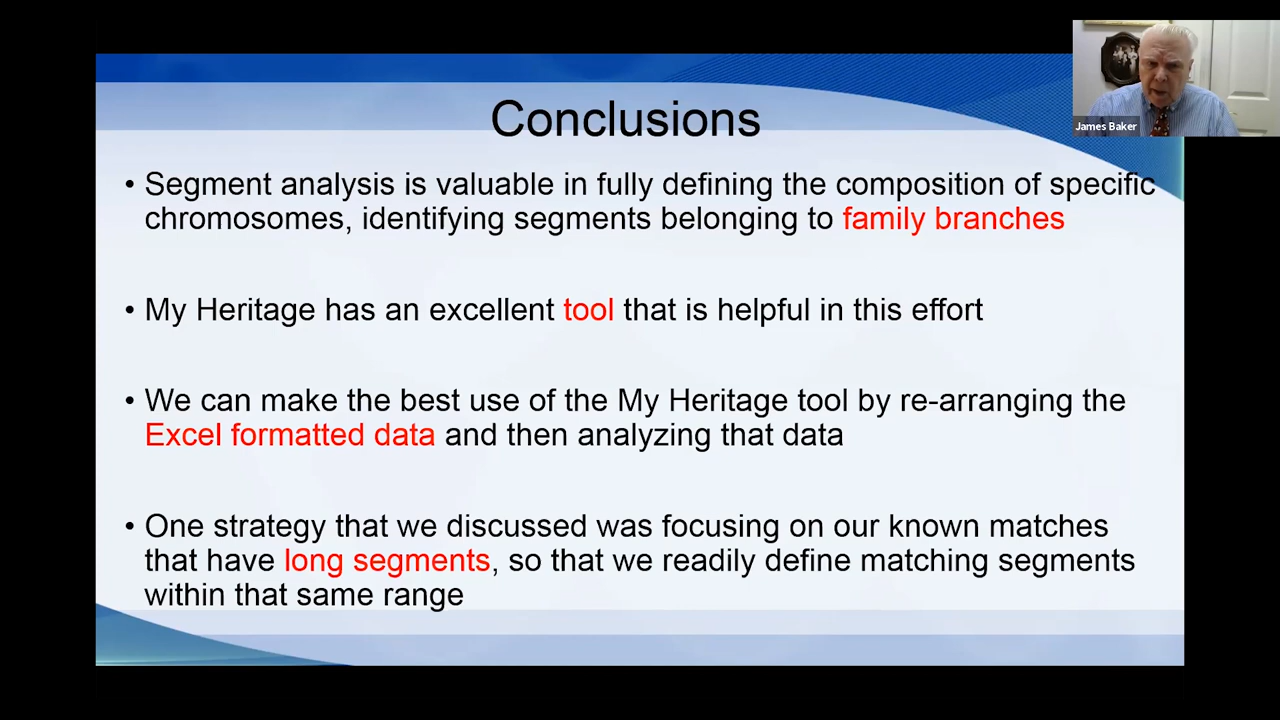 Conclusions
James Baker
• Segment analysis is valuable in fully defining the composition of specific
chromosomes, identifying segments belonging to family branches
• My Heritage has an excellent tool that is helpful in this effort
• We can make the best use of the My Heritage tool by re-arranging the
Excel formatted data and then analyzing that data
• One strategy that we discussed was focusing on our known matches
that have long segments, so that we readily define matching segments
within that same range